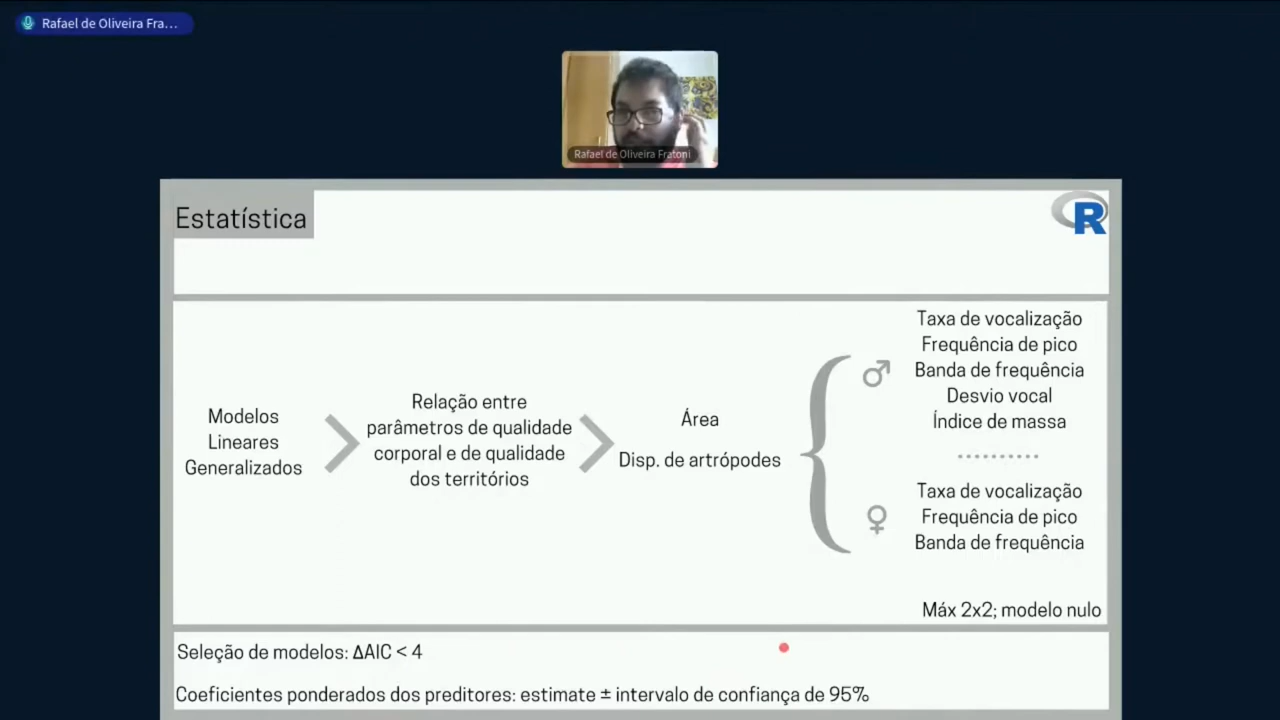 Rafael de Oliveira Fra...
Rafael de Oliveira Fratoni
Estatística
R
Modelos
Lineares
Generalizados
Relação entre
parâmetros de qualidade
corporal e de qualidade
dos territórios
Área
Disp. de artrópodes
♂
Taxa de vocalização
Frequência de pico
Banda de frequência
Desvio vocal
Índice de massa
♀
Taxa de vocalização
Frequência de pico
Banda de frequência
Máx 2x2; modelo nulo
Seleção de modelos: ΔAIC < 4
Coeficientes ponderados dos preditores: estimate ± intervalo de confiança de 95%